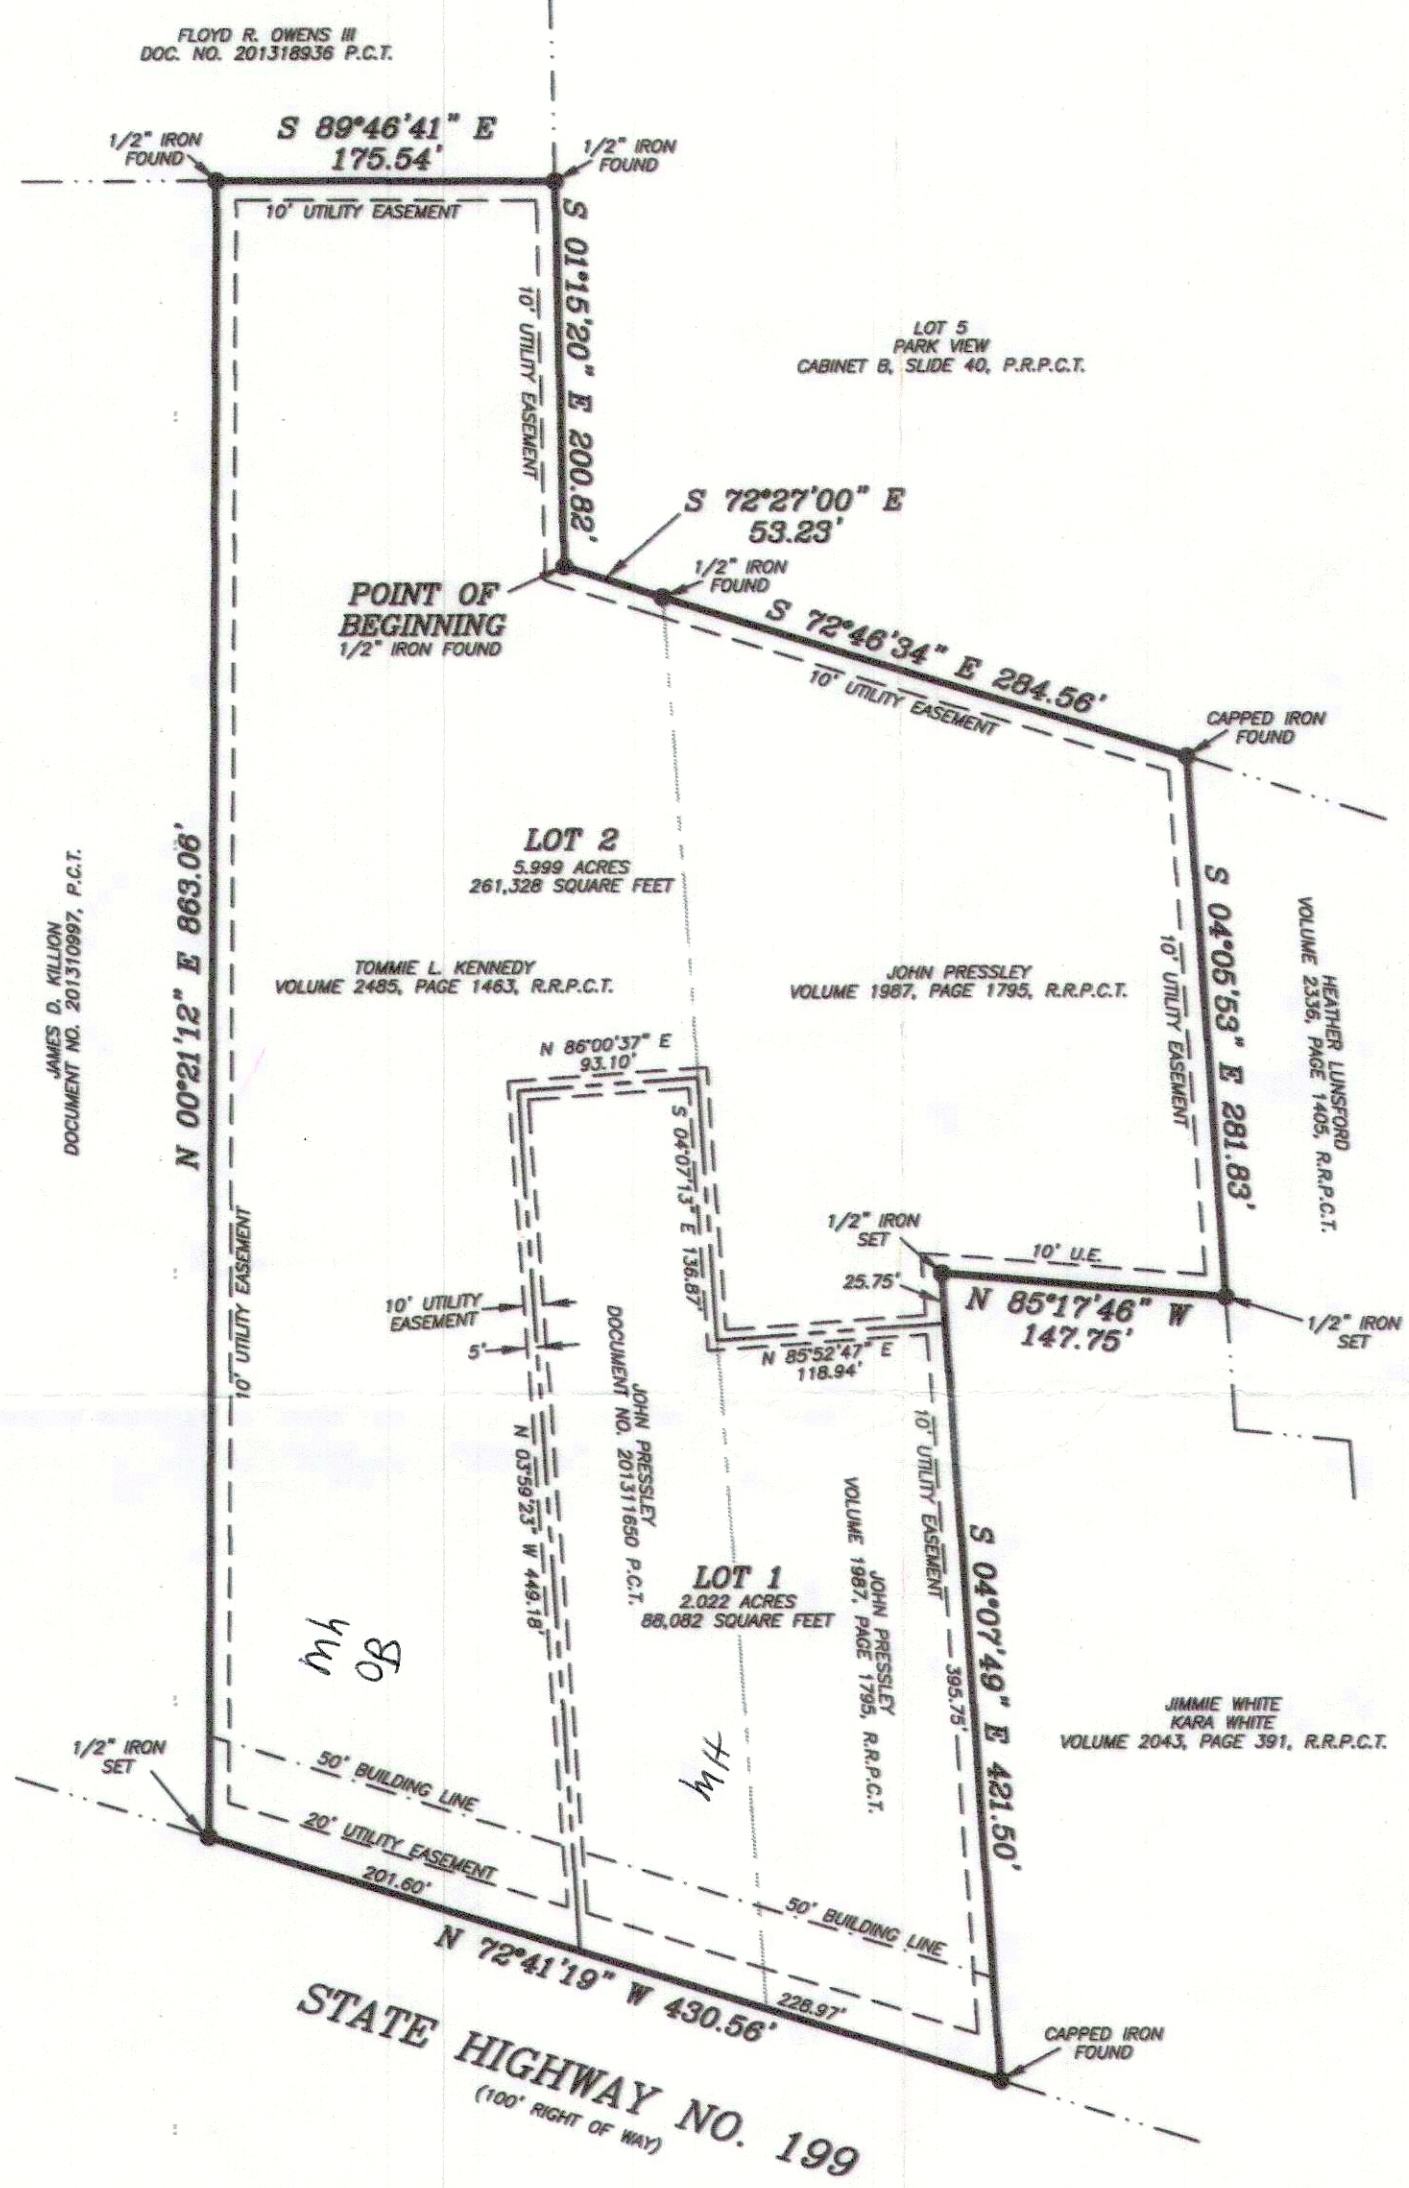 FLOYD R. OWENS III
DOC. NO. 201318936 P.C.T.
S 89°46'41" E
175.54'
1/2" IRON
FOUND
1/2" IRON
FOUND
10' UTILITY EASEMENT
S 01°15'20" E 200.82'
10' UTILITY EASEMENT
LOT 5
PARK VIEW
CABINET B, SLIDE 40, P.R.P.C.T.
S 72°27'00" E
53.23'
1/2" IRON
FOUND
POINT OF
BEGINNING
1/2" IRON FOUND
S 72°46'34" E 284.56'
10' UTILITY EASEMENT
CAPPED IRON
FOUND
LOT 2
5.999 ACRES
261,328 SQUARE FEET
N 00°21'12" E 863.06'
JAMES D. KILLION
DOCUMENT NO. 201310997, P.C.T.
S 04°05'53" E 281.83'
10' UTILITY EASEMENT
HEATHER LUNSFORD
VOLUME 2336, PAGE 1405, R.R.P.C.T.
TOMMIE L. KENNEDY
VOLUME 2485, PAGE 1463, R.R.P.C.T.
JOHN PRESSLEY
VOLUME 1987, PAGE 1795, R.R.P.C.T.
N 86°00'37" E
93.10'
S 04°07'13" E 136.87'
1/2" IRON
SET
10' U.E.
25.75'
N 85°17'46" W
147.75'
1/2" IRON
SET
10' UTILITY EASEMENT
10' UTILITY
EASEMENT
5'
N 85°52'47" E
118.94'
JOHN PRESSLEY
DOCUMENT NO. 201311650 P.C.T.
10' UTILITY EASEMENT
N 03°59'23" W 449.18'
JOHN PRESSLEY
VOLUME 1987, PAGE 1795, R.R.P.C.T.
LOT 1
2.022 ACRES
88,082 SQUARE FEET
S 04°07'49" E 421.50'
395.75'
JIMMIE WHITE
KARA WHITE
VOLUME 2043, PAGE 391, R.R.P.C.T.
1/2" IRON
SET
50' BUILDING LINE
20' UTILITY EASEMENT
201.60'
50' BUILDING LINE
N 72°41'19" W 430.56'
228.97'
CAPPED IRON
FOUND
STATE HIGHWAY NO. 199
(100' RIGHT OF WAY)